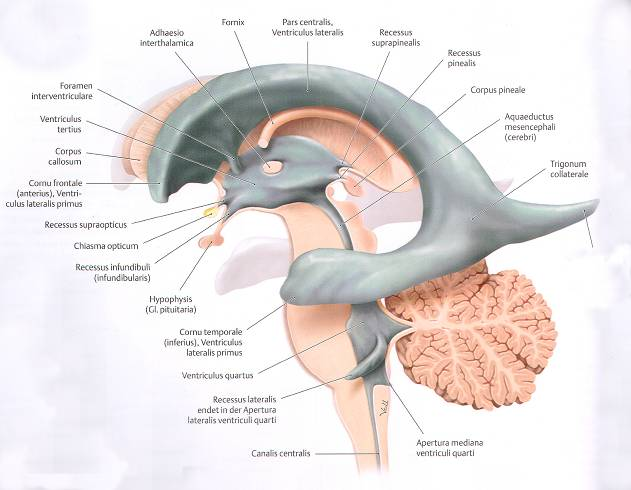 Fornix
Pars centralis,
Ventriculus lateralis
Adhaesio
interthalamica
Recessus
suprapinealis
Recessus
pinealis
Foramen
interventriculare
Corpus pineale
Ventriculus
tertius
Aquaeductus
mesencephali
(cerebri)
Corpus
callosum
Trigonum
collaterale
Cornu frontale
(anterius), Ventri-
culus lateralis primus
Recessus supraopticus
Chiasma opticum
Recessus infundibuli
(infundibularis)
Hypophysis
(Gl. pituitaria)
Cornu temporale
(inferius), Ventriculus
lateralis primus
Ventriculus quartus
Recessus lateralis
endet in der Apertura
lateralis ventriculi quarti
Apertura mediana
ventriculi quarti
Canalis centralis